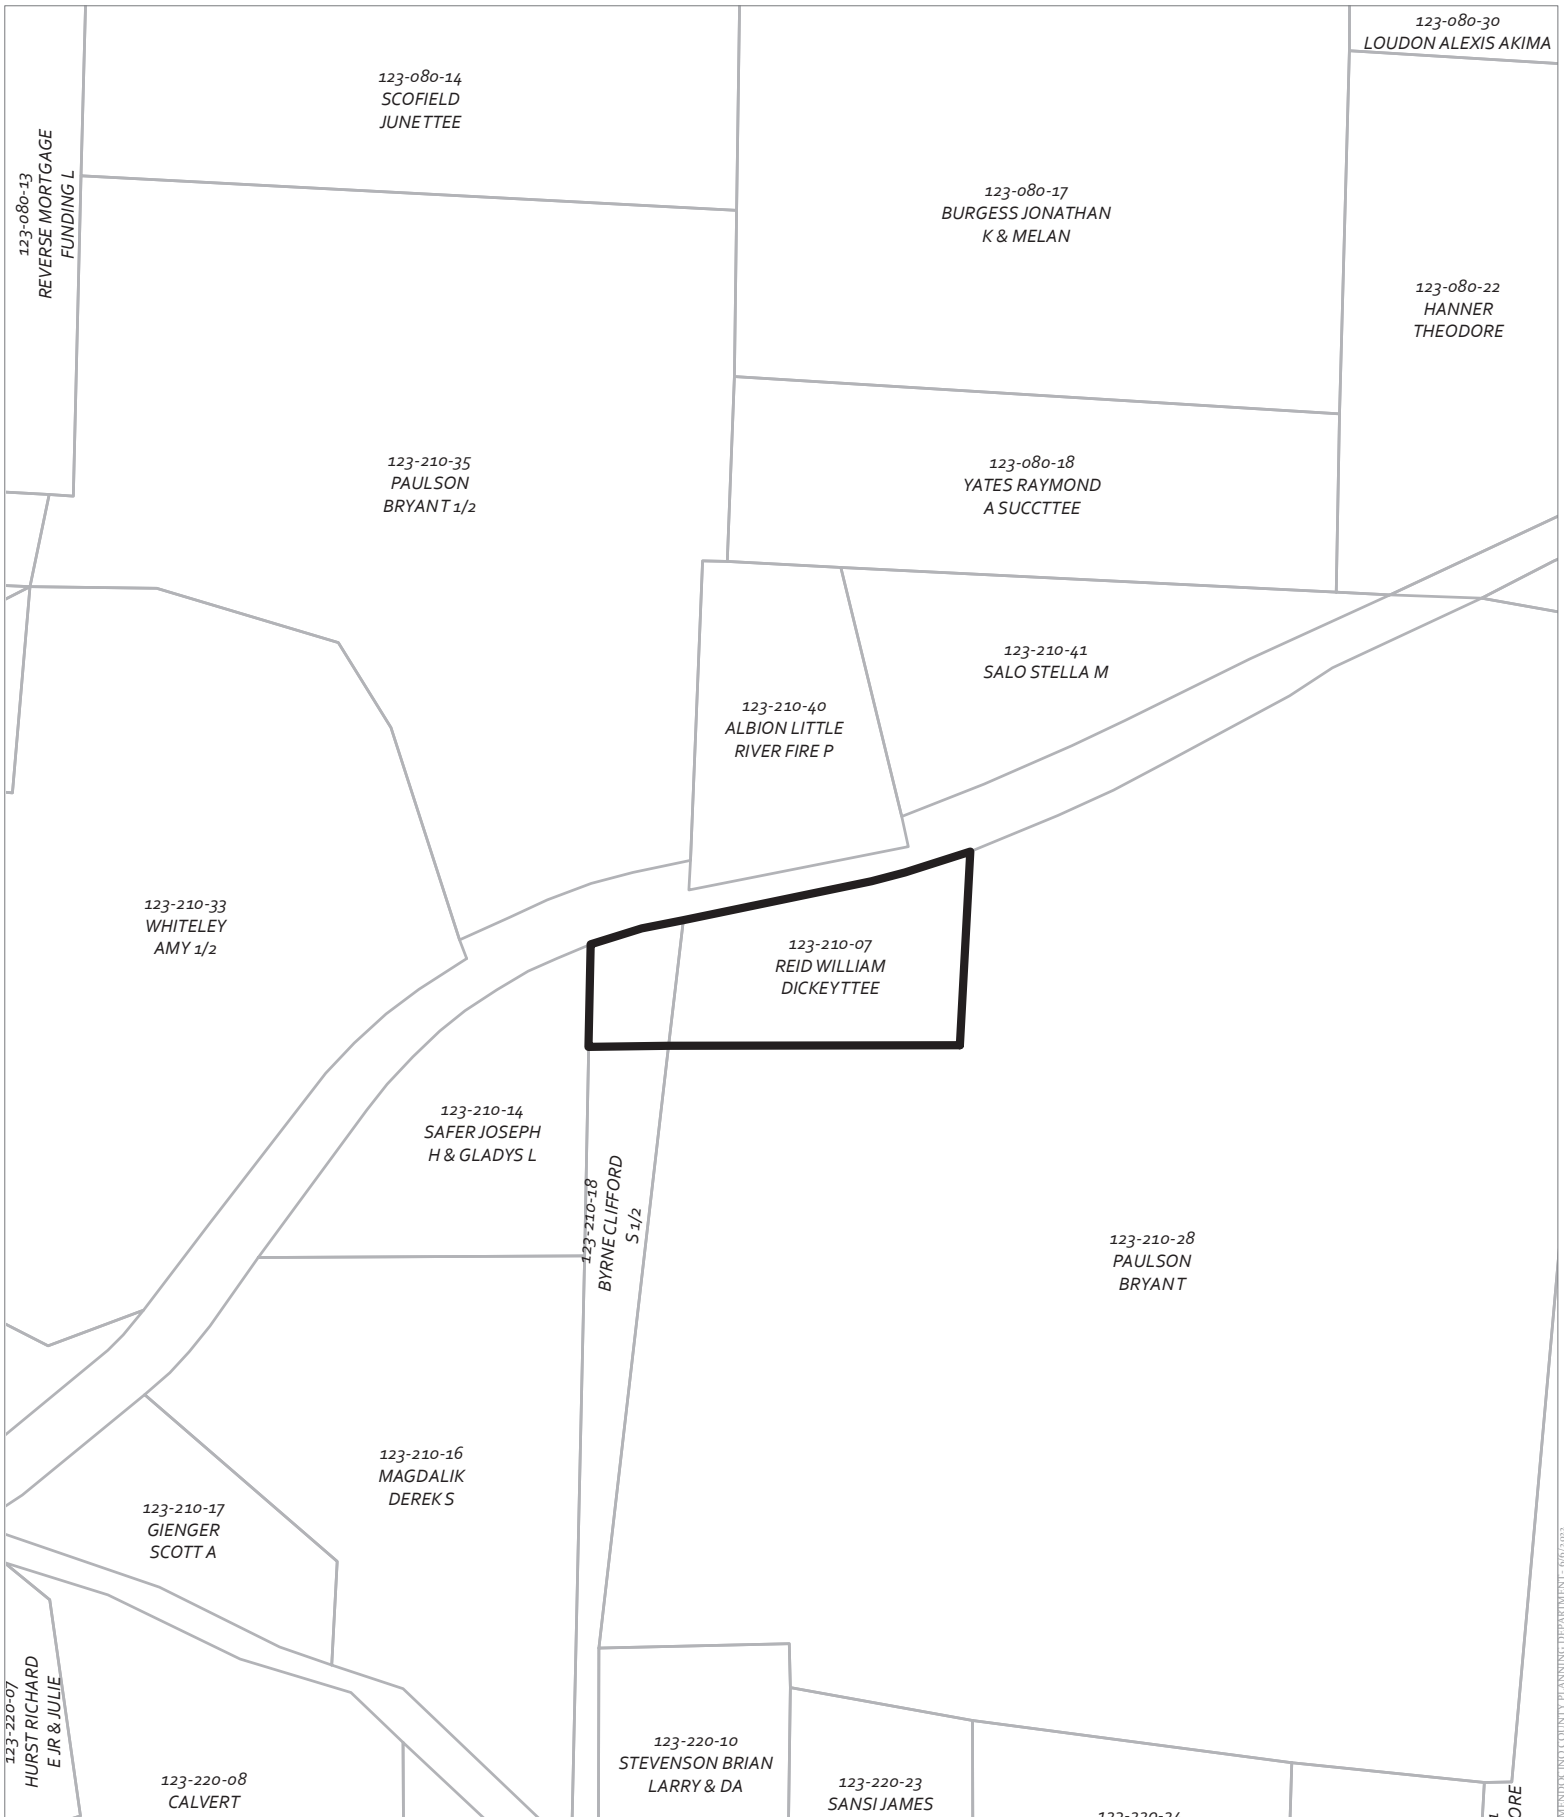 123-080-30
LOUDON ALEXIS AKIMA
123-080-14
SCOFIELD
JUNETTEE
123-080-13
REVERSE MORTGAGE
FUNDING L
123-080-17
BURGESS JONATHAN
K & MELAN
123-080-22
HANNER
THEODORE
123-210-35
PAULSON
BRYANT 1/2
123-080-18
YATES RAYMOND
A SUCCTTEE
123-210-41
SALO STELLA M
123-210-40
ALBION LITTLE
RIVER FIRE P
123-210-33
WHITELEY
AMY 1/2
123-210-07
REID WILLIAM
DICKEYTTEE
123-210-14
SAFER JOSEPH
H & GLADYS L
123-210-18
BYRNE CLIFFORD
S 1/2
123-210-28
PAULSON
BRYANT
123-210-16
MAGDALIK
DEREK S
123-210-17
GIENGER
SCOTT A
123-220-07
HURST RICHARD
E JR & JULIE
123-220-10
STEVENSON BRIAN
LARRY & DA
123-220-08
CALVERT
123-220-23
SANSI JAMES
MENDOCINO COUNTY PLANNING DEPARTMENT